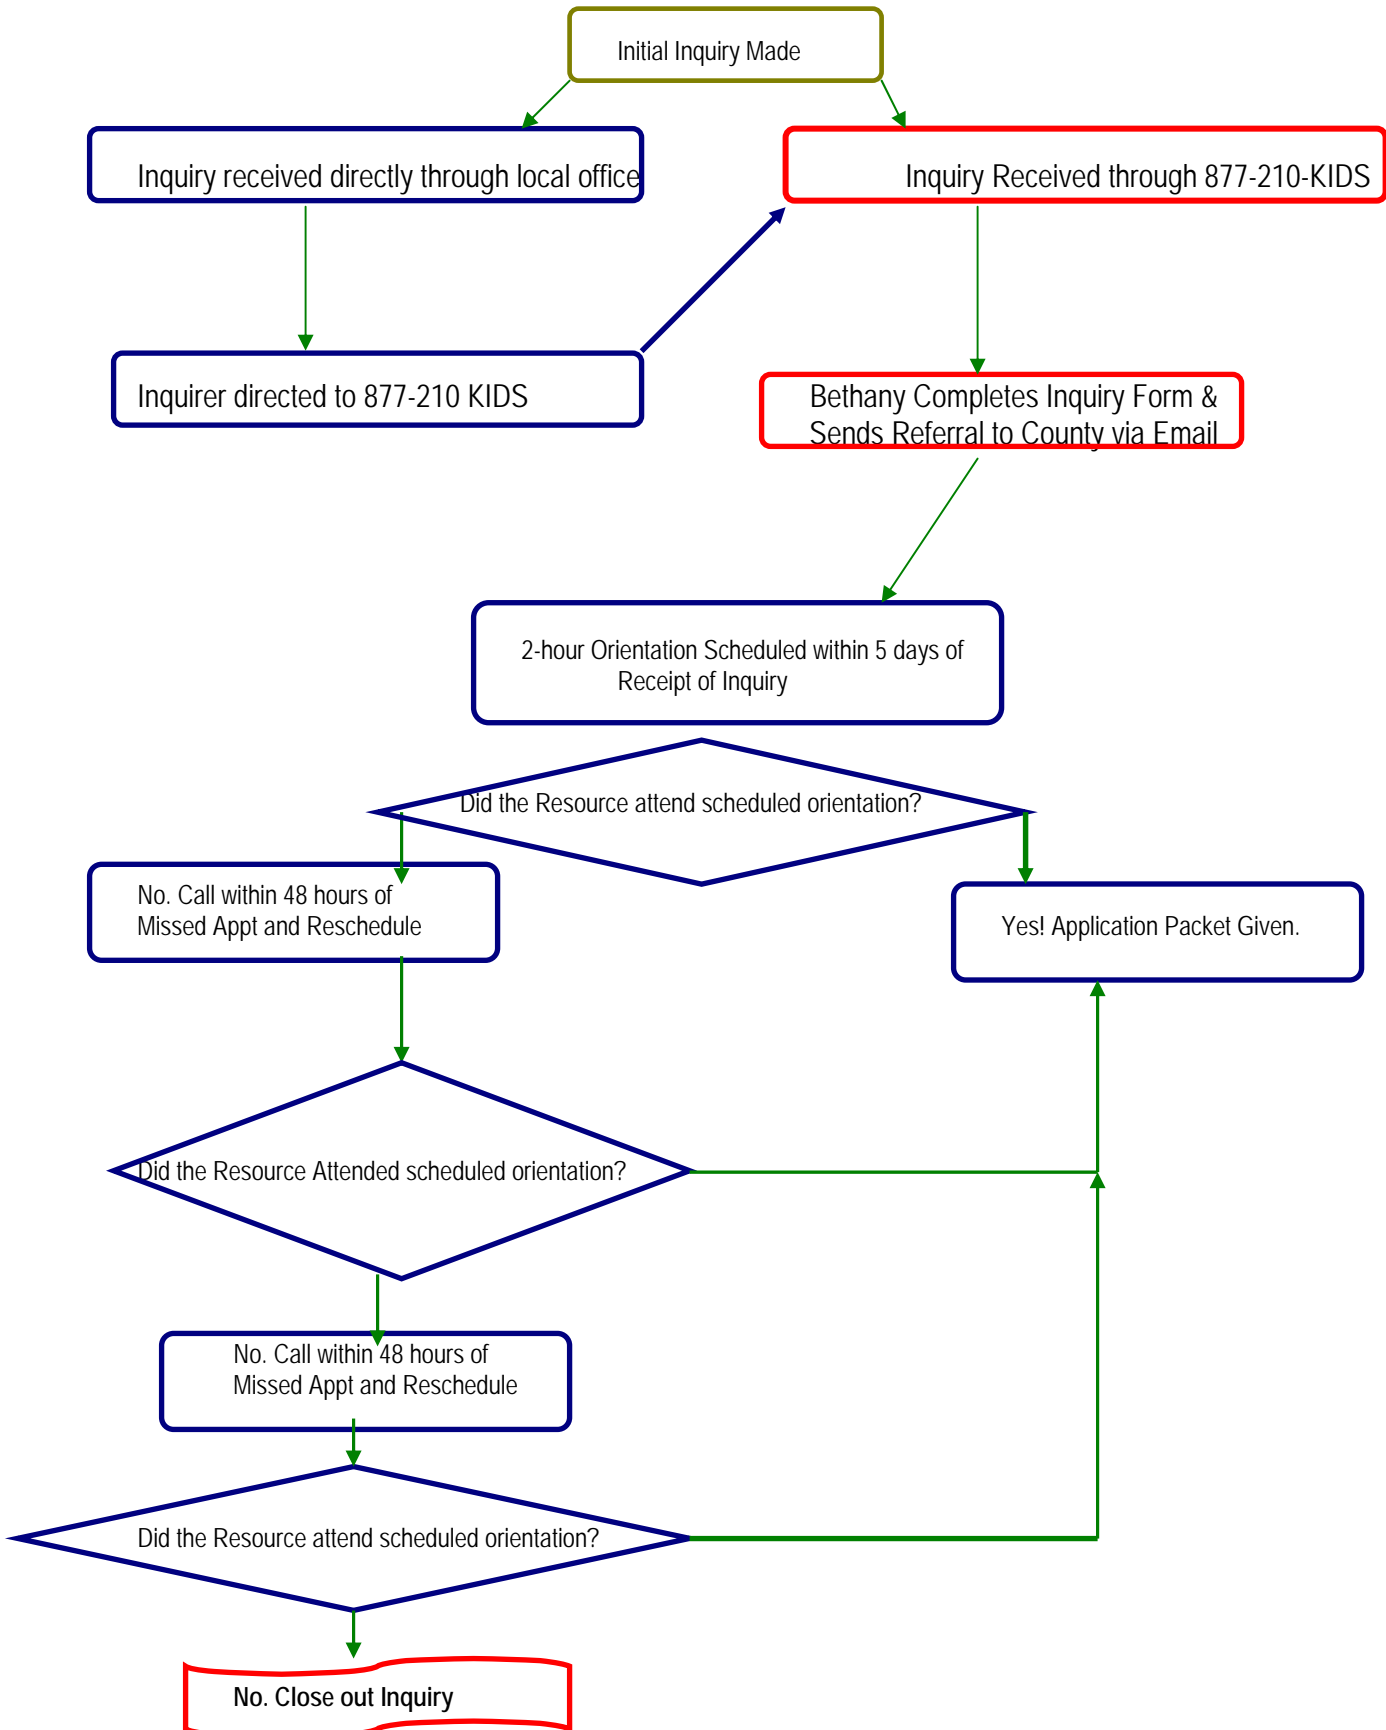 Initial Inquiry Made
Inquiry received directly through local office
Inquiry Received through 877-210-KIDS
Inquirer directed to 877-210 KIDS
Bethany Completes Inquiry Form &
Sends Referral to County via Email
2-hour Orientation Scheduled within 5 days of
Receipt of Inquiry
Did the Resource attend scheduled orientation?
No. Call within 48 hours of
Missed Appt and Reschedule
Yes! Application Packet Given.
Did the Resource Attended scheduled orientation?
No. Call within 48 hours of
Missed Appt and Reschedule
Did the Resource attend scheduled orientation?
No. Close out Inquiry